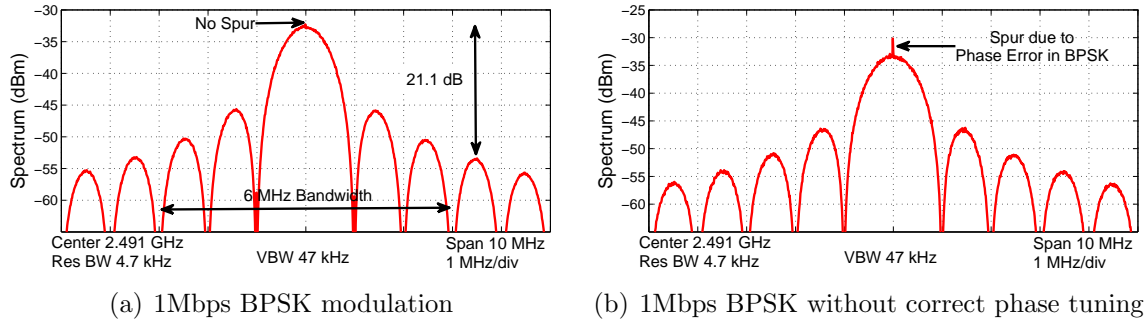 −30
−35
−40
−45
−50
−55
−60
Spectrum (dBm)
No Spur
21.1 dB
6 MHz Bandwidth
Center 2.491 GHz
Res BW 4.7 kHz
VBW 47 kHz
Span 10 MHz
1 MHz/div
(a) 1Mbps BPSK modulation
−25
−30
−35
−40
−45
−50
−55
−60
Spectrum (dBm)
Spur due to
Phase Error in BPSK
Center 2.491 GHz
Res BW 4.7 kHz
VBW 47 kHz
Span 10 MHz
1 MHz/div
(b) 1Mbps BPSK without correct phase tuning